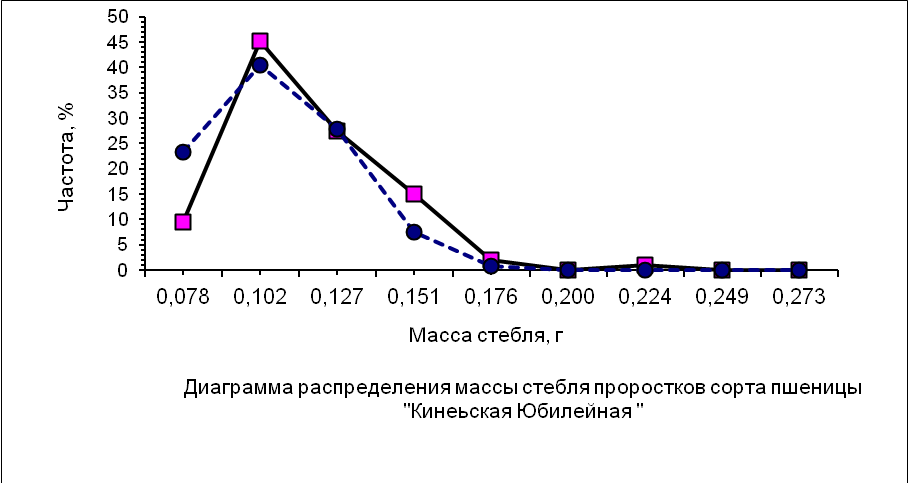 Частота, %
50
45
40
35
30
25
20
15
10
5
0
0,078 0,102 0,127 0,151 0,176 0,200 0,224 0,249 0,273
Масса стебля, г
Диаграмма распределения массы стебля проростков сорта пшеницы
"Кинеьская Юбилейная "